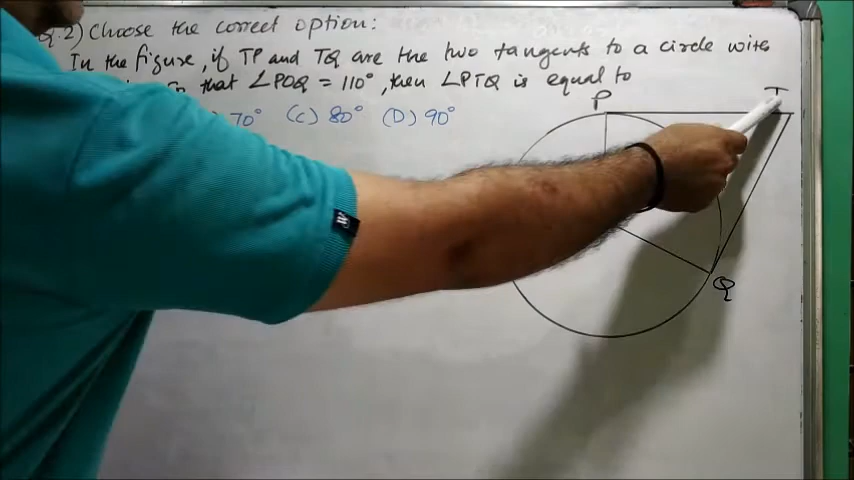 .2) Choose the correct option:
In the figure, if TP and TQ are the two tangents to a circle with
that ∠POQ = 110°, then ∠PTQ is equal to
70° (C) 80° (D) 90°
P
T
Q